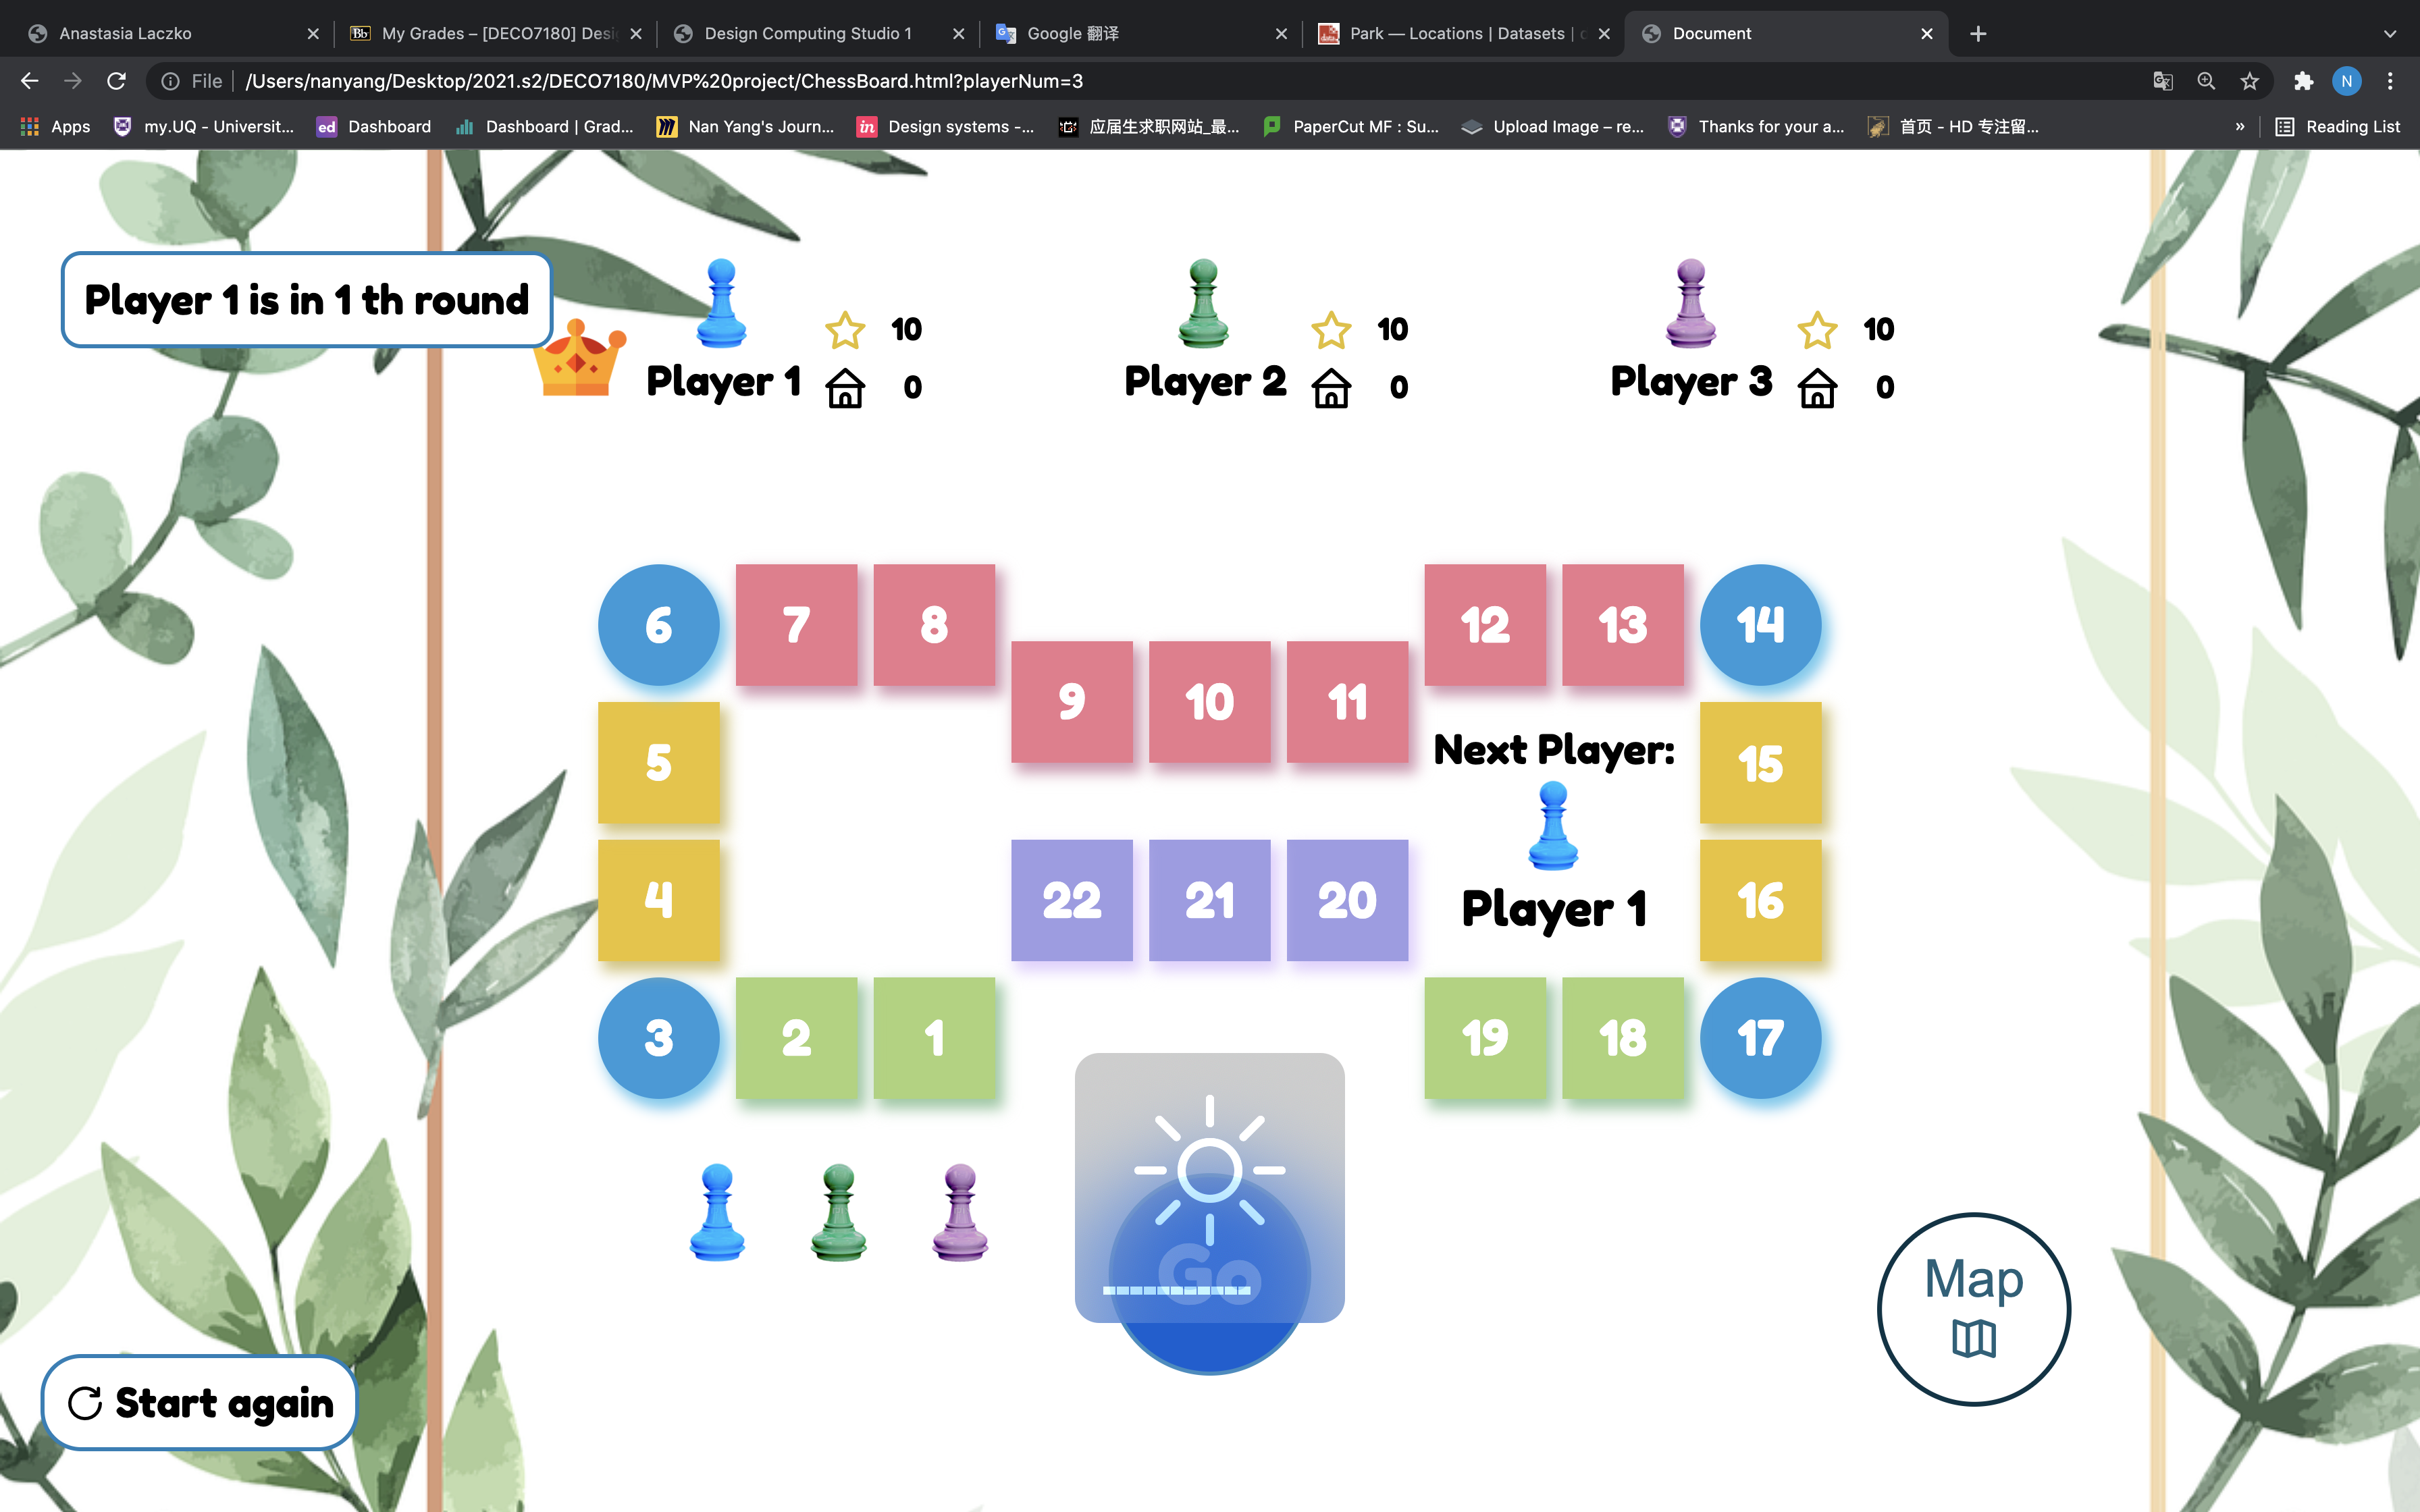 Anastasia Laczko
My Grades – [DECO7180] Desi
Design Computing Studio 1
Google 翻译
Park — Locations | Datasets |
Document
File
/Users/nanyang/Desktop/2021.s2/DECO7180/MVP%20project/ChessBoard.html?playerNum=3
N
Apps
my.UQ - Universit...
Dashboard
Dashboard | Grad...
Nan Yang's Journ...
Design systems -...
应届生求职网站_最...
PaperCut MF : Su...
Upload Image – re...
Thanks for your a...
首页 - HD 专注留...
»
Reading List
Player 1 is in 1 th round
10
Player 1
0
10
Player 2
0
10
Player 3
0
6 7 8 12 13 14
9 10 11
5
Next Player:
15
4 22 21 20
Player 1
16
3 2 1 19 18 17
Go
Map
Start again